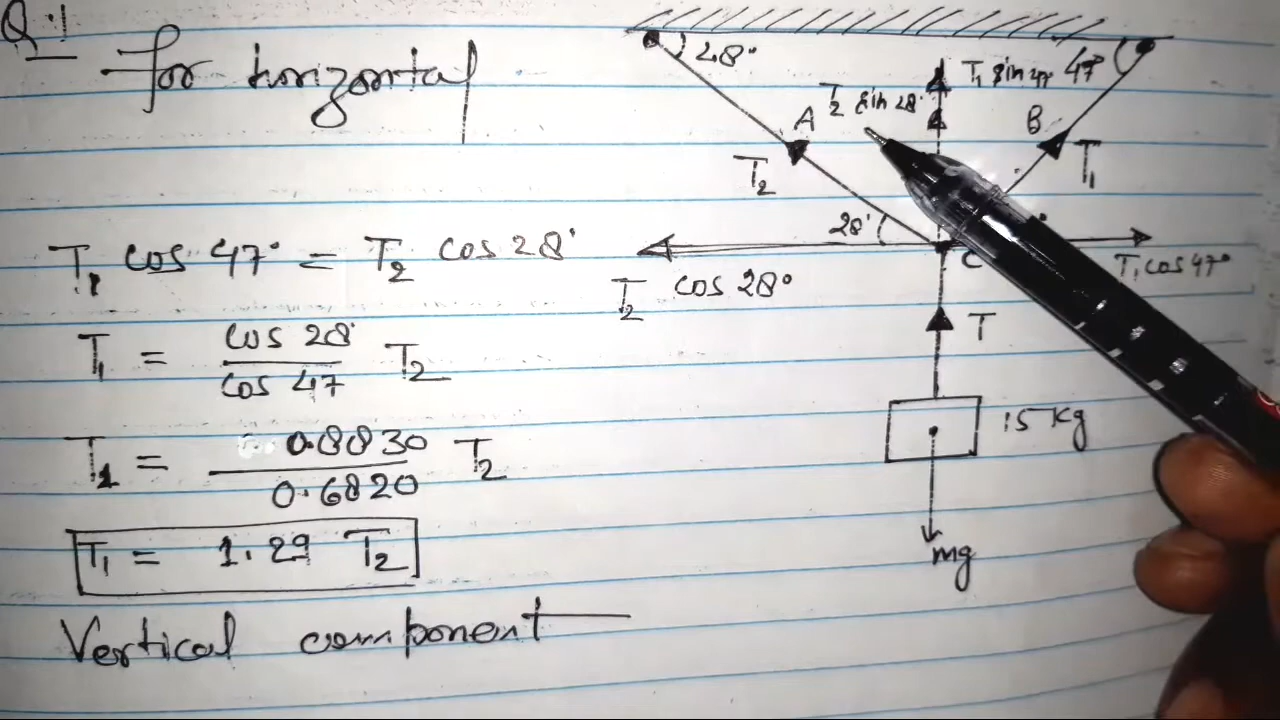 Q.1
For horizontal
T₁ cos 47° = T₂ cos 28°
T₁ = cos 28° / cos 47 T₂
T₁ = 0.8830 / 0.6820 T₂
T₁ = 1.29 T₂
Vertical component
28°
47°
T₁ sin 47°
T₂ sin 28°
A
B
T₂
T₁
28°
C
T₂ cos 28°
T₁ cos 47°
T
15 Kg
mg